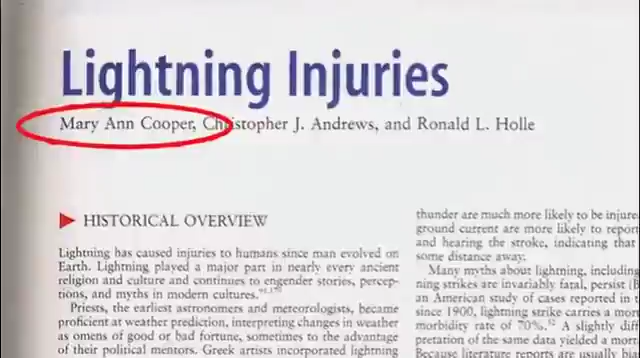 Lightning Injuries
Mary Ann Cooper, Christopher J. Andrews, and Ronald L. Holle
HISTORICAL OVERVIEW
Lightning has caused injuries to humans since man evolved on
Earth. Lightning played a major part in nearly every ancient
religion and culture and continues to engender stories, percep-
tions, and myths in modern cultures.
Priests, the earliest astronomers and meteorologists, became
proficient at weather prediction, interpreting changes in weather
as omens of good or bad fortune, sometimes to the advantage
of their political mentors. Greek artists incorporated lightning
thunder are much more likely to be injure
ground current are more likely to report
and hearing the stroke, indicating that
some distance away.
Many myths about lightning, including
ning strikes are invariably fatal, persist (B
an American study of cases reported in t
since 1900, lightning strike carries a mor
morbidity rate of 70%. A slightly diff
pretation of the same data yielded a mor
Because literature reports usually i